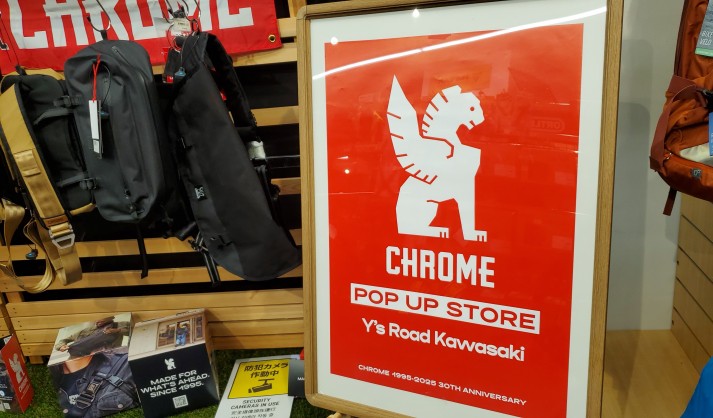 CHROME
CHROME
POP UP STORE
Y's Road Kawasaki
CHROME 1995-2025 30TH ANNIVERSARY
MADE FOR
WHAT'S AHEAD.
SINCE 1995.
防犯カメラ
作動中
SECURITY
CAMERAS IN USE